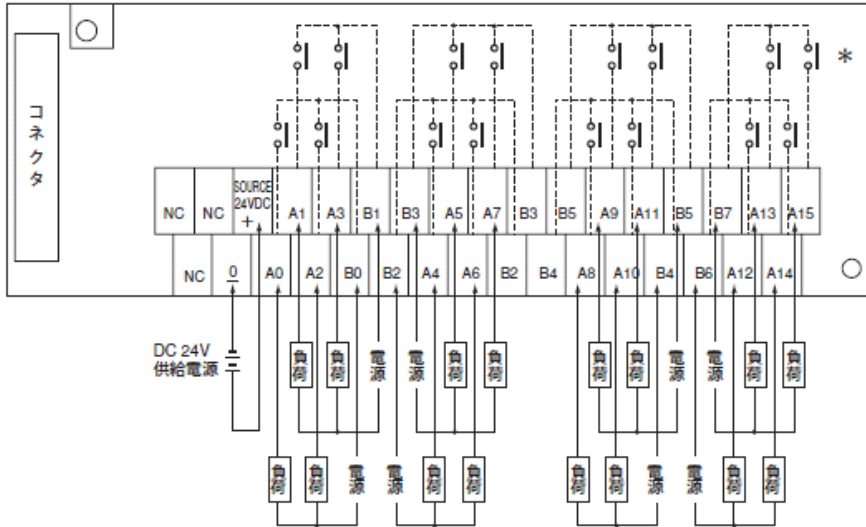 コネクタ
*
NC NC SOURCE 24VDC + A1 A3 B1 B3 A5 A7 B3 B5 A9 A11 B5 B7 A13 A15
NC 0 A0 A2 B0 B2 A4 A6 B2 B4 A8 A10 B4 B6 A12 A14
DC 24V
供給電源
負荷 負荷 電源 電源 負荷 負荷 負荷 負荷 電源 電源 負荷 負荷
負荷 負荷 電源 電源 負荷 負荷 負荷 負荷 電源 電源 負荷 負荷